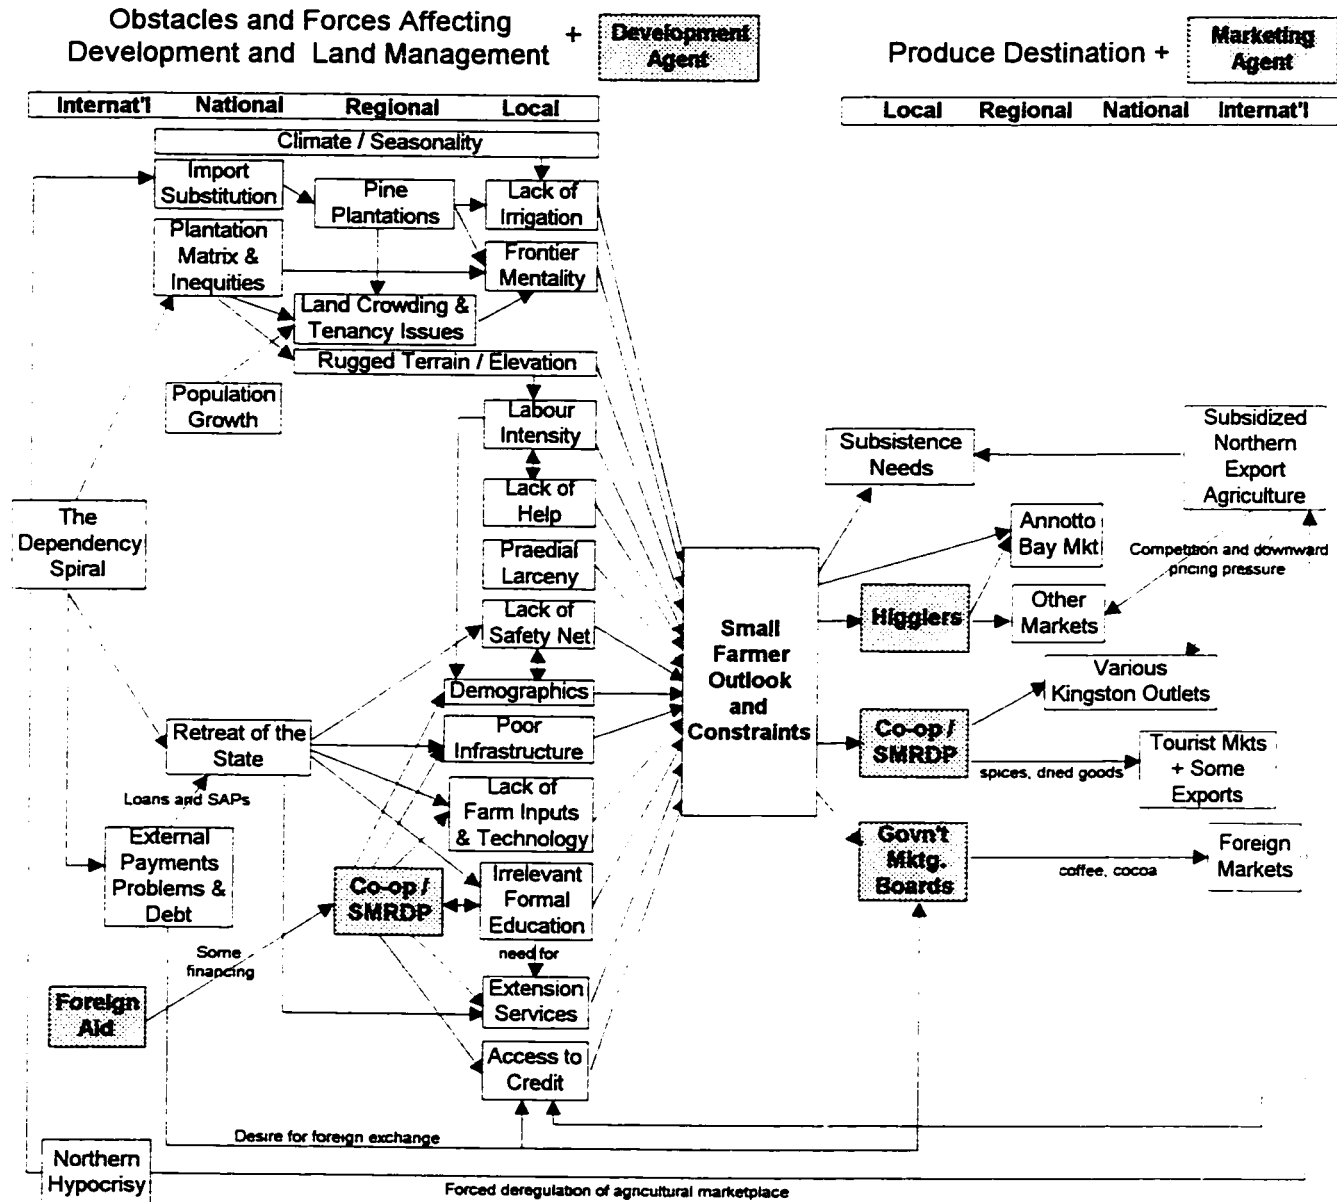 Obstacles and Forces Affecting
Development and Land Management
+
Development
Agent
Produce Destination +
Marketing
Agent
Internat'l National Regional Local
Local Regional National Internat'l
Climate / Seasonality
Import
Substitution
Pine
Plantations
Lack of
Irrigation
Plantation
Matrix &
Inequities
Frontier
Mentality
Land Crowding &
Tenancy Issues
Rugged Terrain / Elevation
Population
Growth
Labour
Intensity
Lack of
Help
Praedial
Larceny
Lack of
Safety Net
Demographics
Poor
Infrastructure
Lack of
Farm Inputs
& Technology
Irrelevant
Formal
Education
need for
Extension
Services
Access to
Credit
The
Dependency
Spiral
Retreat of the
State
Loans and SAPs
External
Payments
Problems &
Debt
Co-op /
SMRDP
Some
financing
Foreign
Aid
Desire for foreign exchange
Northern
Hypocrisy
Forced deregulation of agricultural marketplace
Small
Farmer
Outlook
and
Constraints
Subsistence
Needs
Subsidized
Northern
Export
Agriculture
Annotto
Bay Mkt
Competition and downward
pricing pressure
Higglers
Other
Markets
Various
Kingston Outlets
Co-op /
SMRDP
spices, dried goods
Tourist Mkts
+ Some
Exports
Govn't
Mktg.
Boards
coffee, cocoa
Foreign
Markets